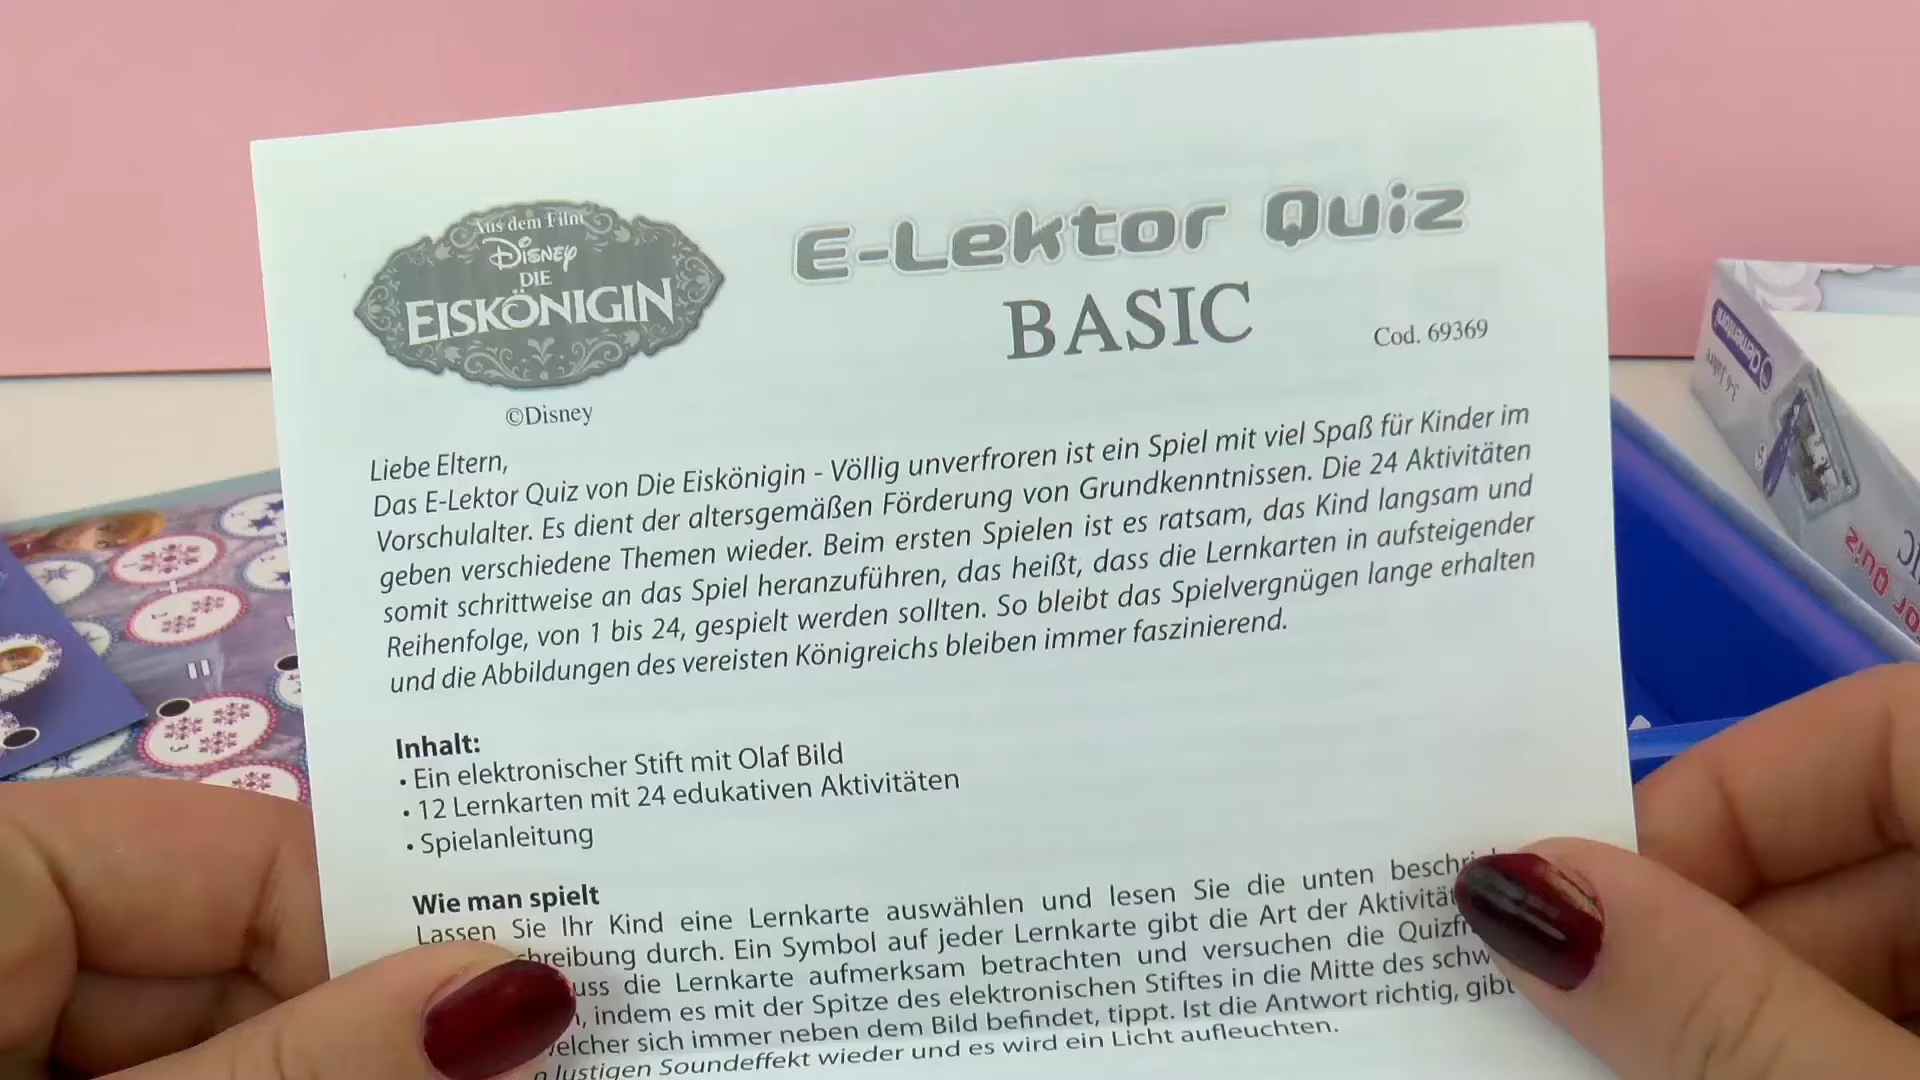 Aus dem Film
Disney
DIE
EISKÖNIGIN
©Disney
E-Lektor Quiz
BASIC
Cod. 69369
Liebe Eltern,
Das E-Lektor Quiz von Die Eiskönigin - Völlig unverfroren ist ein Spiel mit viel Spaß für Kinder im
Vorschulalter. Es dient der altersgemäßen Förderung von Grundkenntnissen. Die 24 Aktivitäten
geben verschiedene Themen wieder. Beim ersten Spielen ist es ratsam, das Kind langsam und
somit schrittweise an das Spiel heranzuführen, das heißt, dass die Lernkarten in aufsteigender
Reihenfolge, von 1 bis 24, gespielt werden sollten. So bleibt das Spielvergnügen lange erhalten
und die Abbildungen des vereisten Königreichs bleiben immer faszinierend.
Inhalt:
• Ein elektronischer Stift mit Olaf Bild
• 12 Lernkarten mit 24 edukativen Aktivitäten
• Spielanleitung
Wie man spielt
Lassen Sie Ihr Kind eine Lernkarte auswählen und lesen Sie die unten
durch. Ein Symbol auf jeder Lernkarte gibt die Art der
die Lernkarte aufmerksam betrachten und versuchen die
indem es mit der Spitze des elektronischen Stiftes in die Mitte des
sich immer neben dem Bild befindet, tippt. Ist die Antwort richtig, gibt
lustigen Soundeffekt wieder und es wird ein Licht aufleuchten.
Clementoni
3-6 Jahre
Quiz